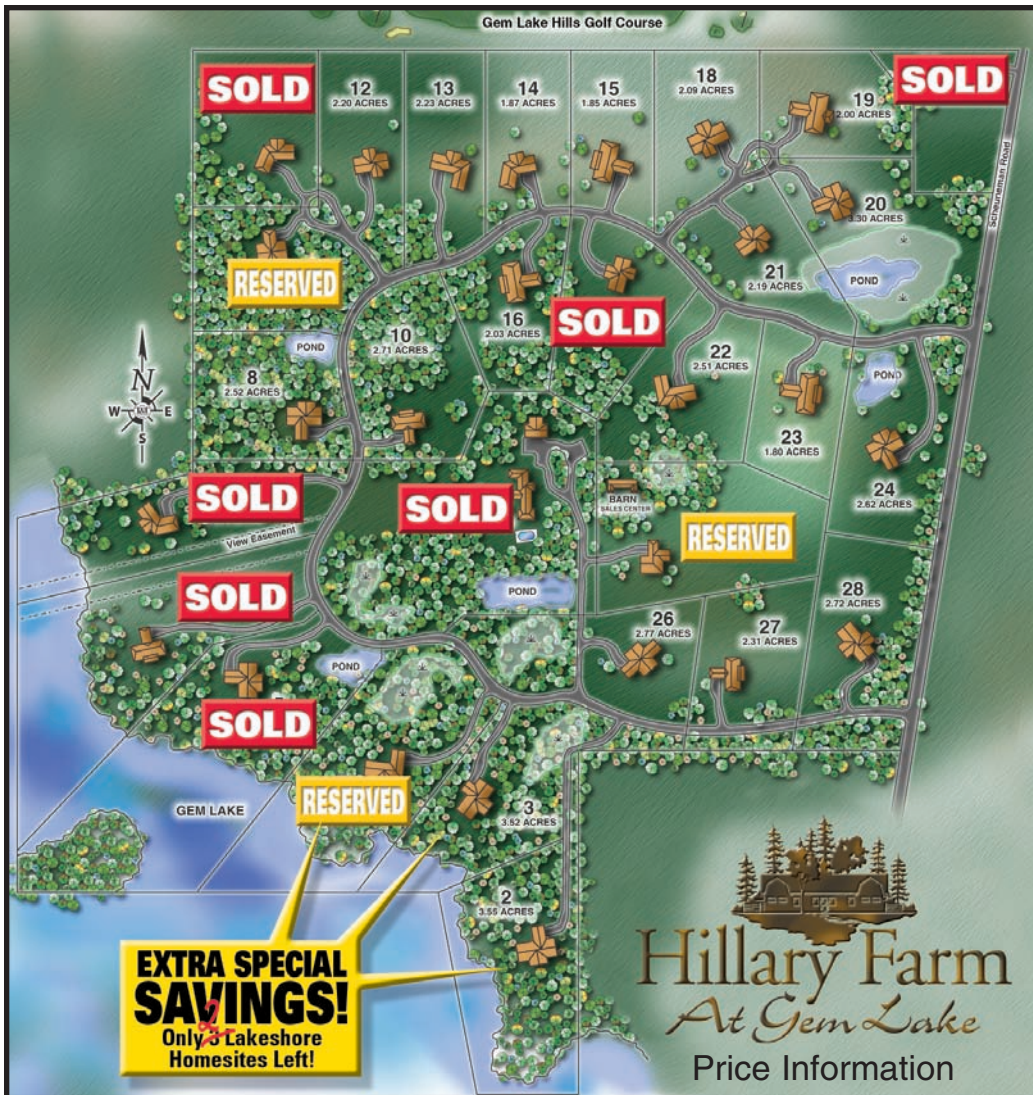 Gem Lake Hills Golf Course
SOLD
12
2.20 ACRES
13
2.23 ACRES
14
1.87 ACRES
15
1.85 ACRES
18
2.09 ACRES
19
2.00 ACRES
SOLD
Scheuneman Road
20
3.30 ACRES
RESERVED
21
2.19 ACRES
POND
POND
10
2.71 ACRES
16
2.03 ACRES
SOLD
22
2.51 ACRES
POND
8
2.52 ACRES
N
W
E
S
23
1.80 ACRES
24
2.62 ACRES
SOLD
View Easement
SOLD
BARN
SALES CENTER
RESERVED
SOLD
POND
26
2.77 ACRES
27
2.31 ACRES
28
2.72 ACRES
POND
SOLD
RESERVED
GEM LAKE
3
3.52 ACRES
2
3.55 ACRES
EXTRA SPECIAL
SAVINGS!
Only 3 2 Lakeshore
Homesites Left!
Hillary Farm
At Gem Lake
Price Information